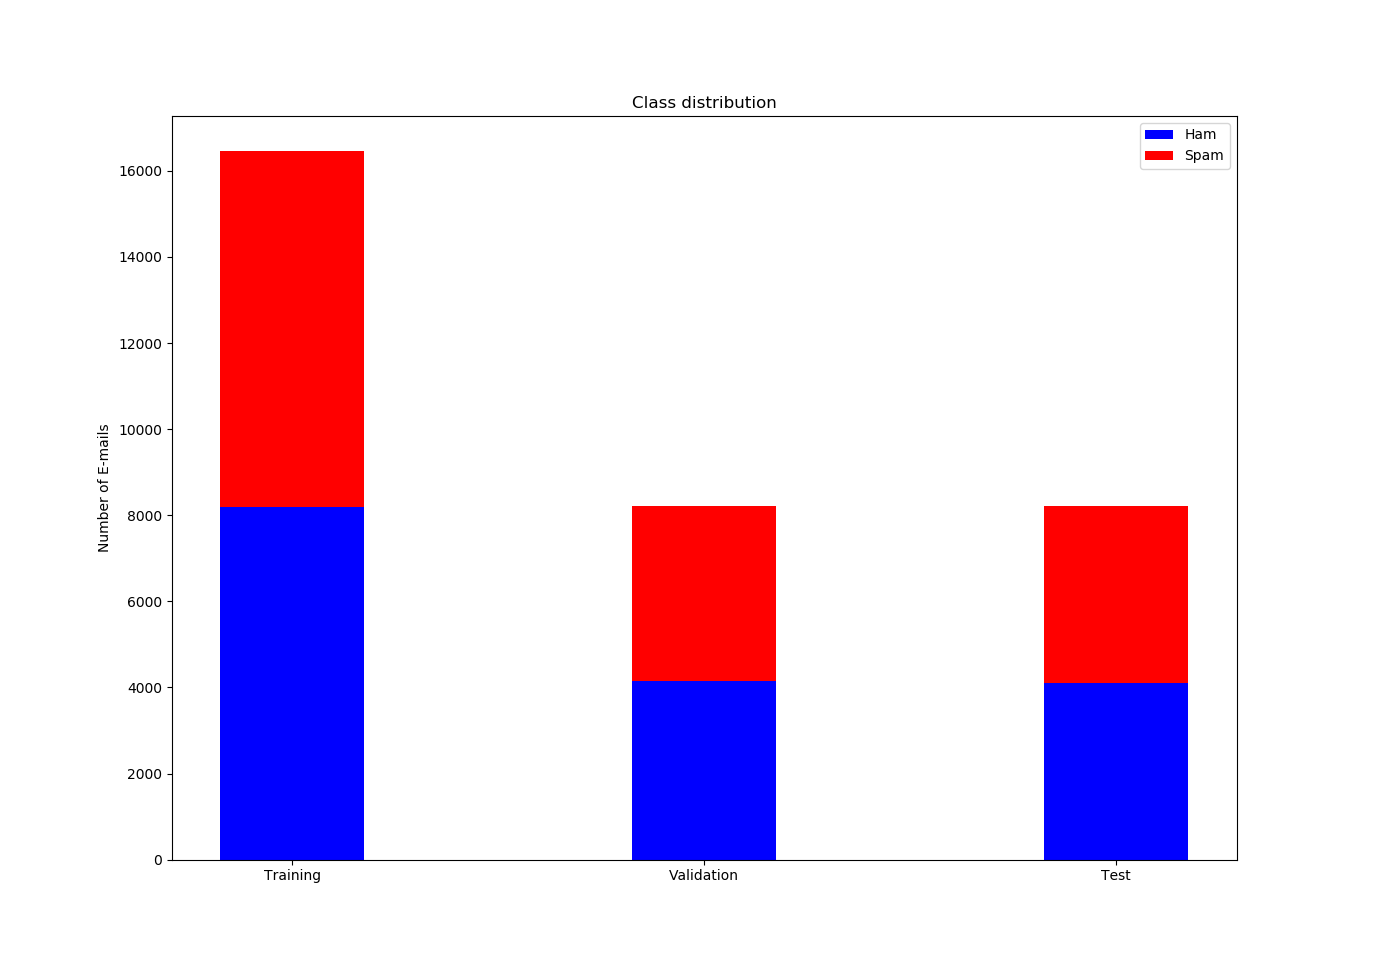 Class distribution
Ham
Spam
16000
14000
12000
10000
8000
6000
4000
2000
0
Number of E-mails
Training
Validation
Test